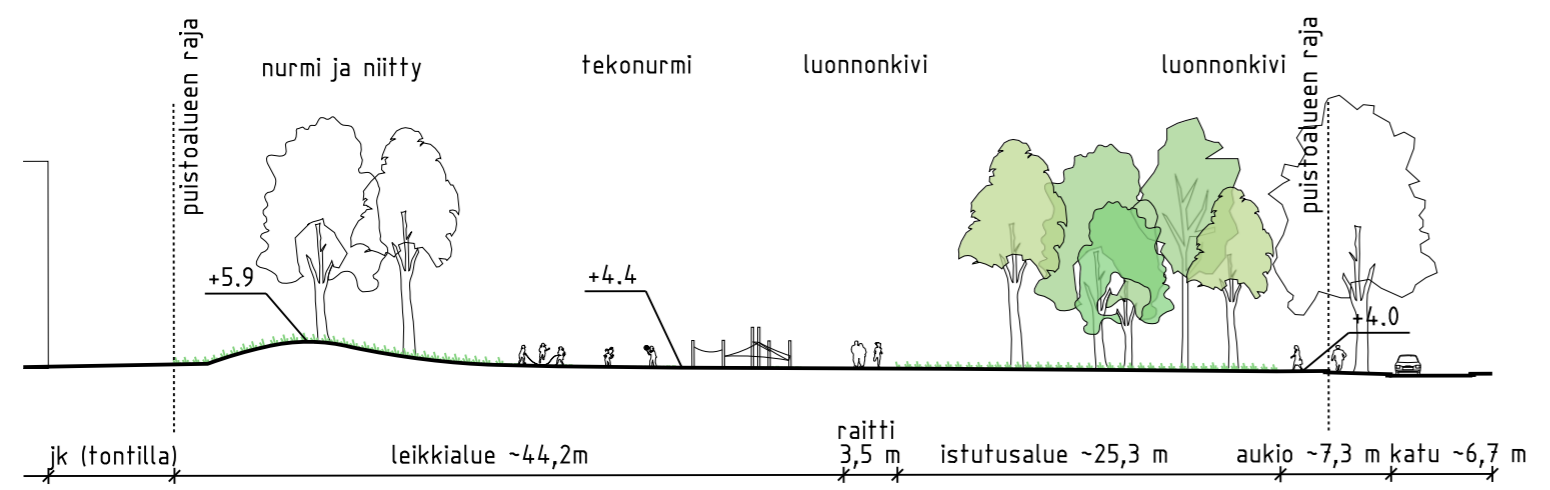 puistoalueen raja
nurmi ja niitty
tekonurmi
luonnonkivi
luonnonkivi
puistoalueen raja
+5.9
+4.4
+4.0
jk (tontilla)
leikkialue ~44,2m
raitti
3,5 m
istutusalue ~25,3 m
aukio ~7,3 m
katu ~6,7 m